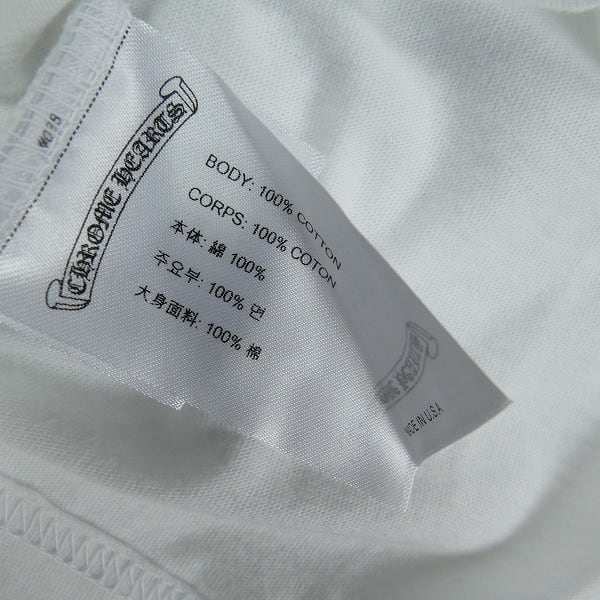 CHROME HEARTS
BODY: 100% COTTON
CORPS: 100% COTON
本体: 綿 100%
주요부: 100% 면
大身面料: 100% 棉
MADE IN U.S.A